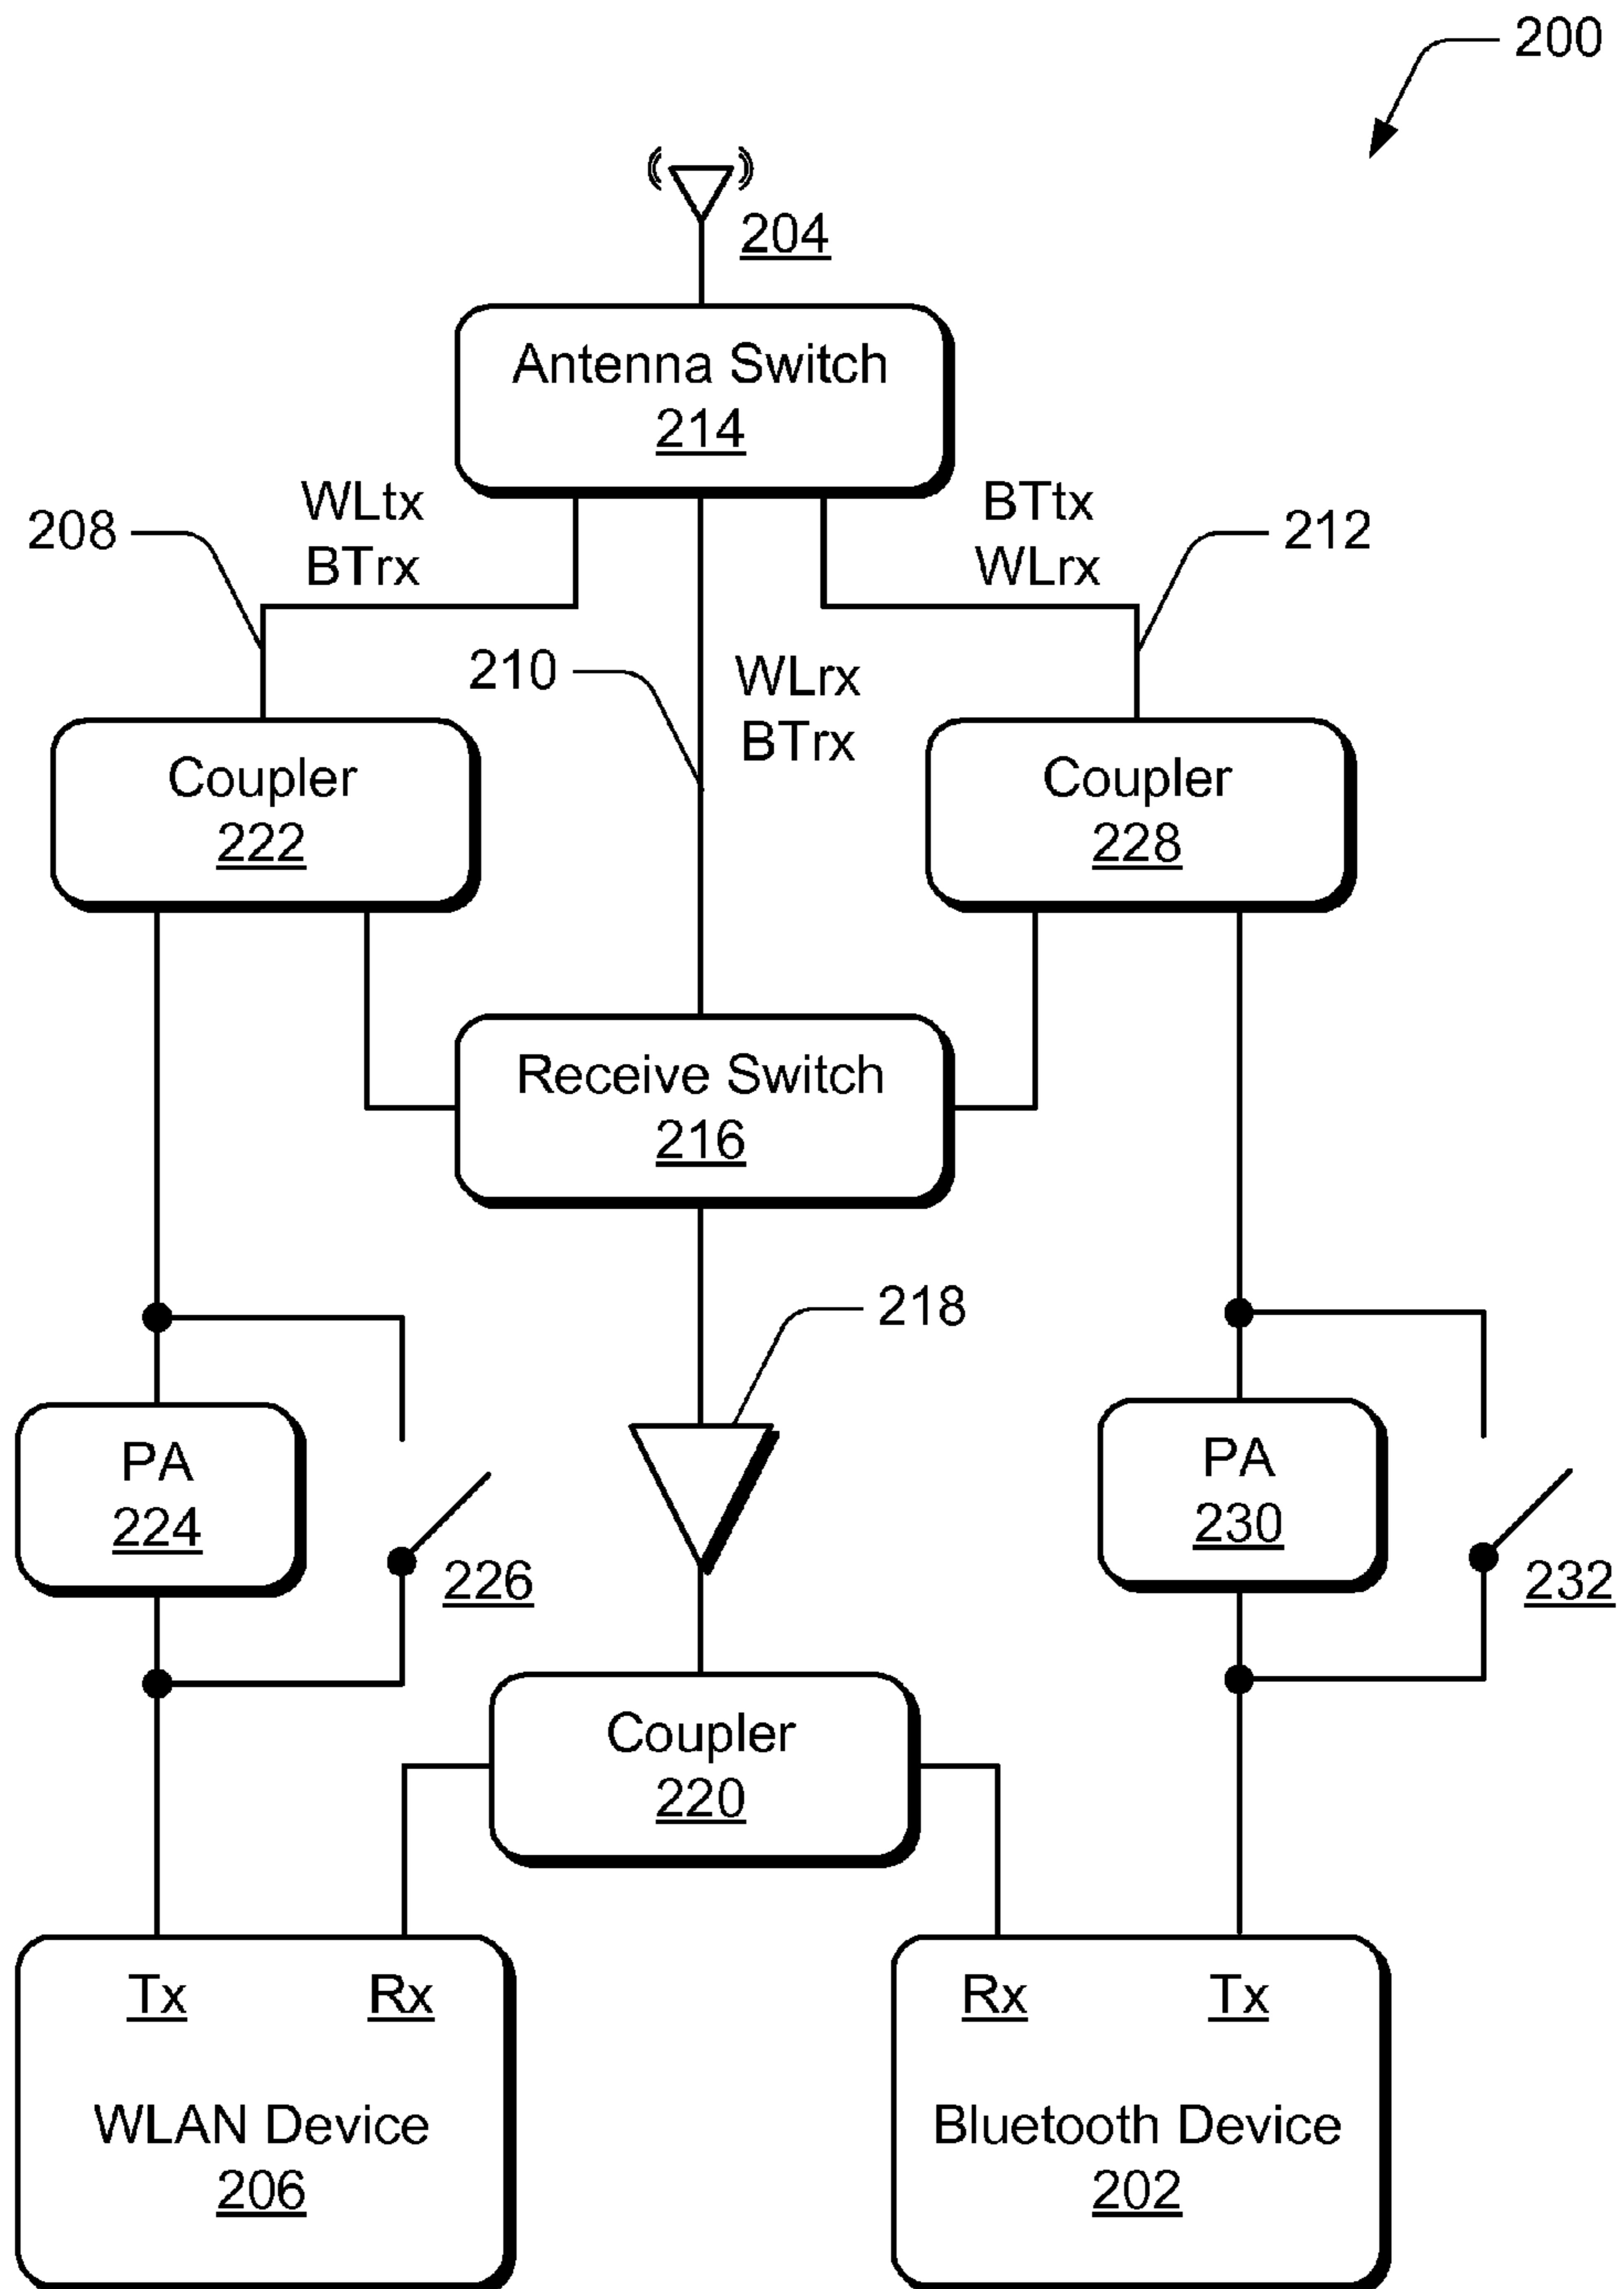 200
204
Antenna Switch
214
WLtx
BTrx
208
BTtx
WLrx
212
210
WLrx
BTrx
Coupler
222
Coupler
228
Receive Switch
216
218
PA
224
226
PA
230
232
Coupler
220
Tx
Rx
WLAN Device
206
Rx
Tx
Bluetooth Device
202